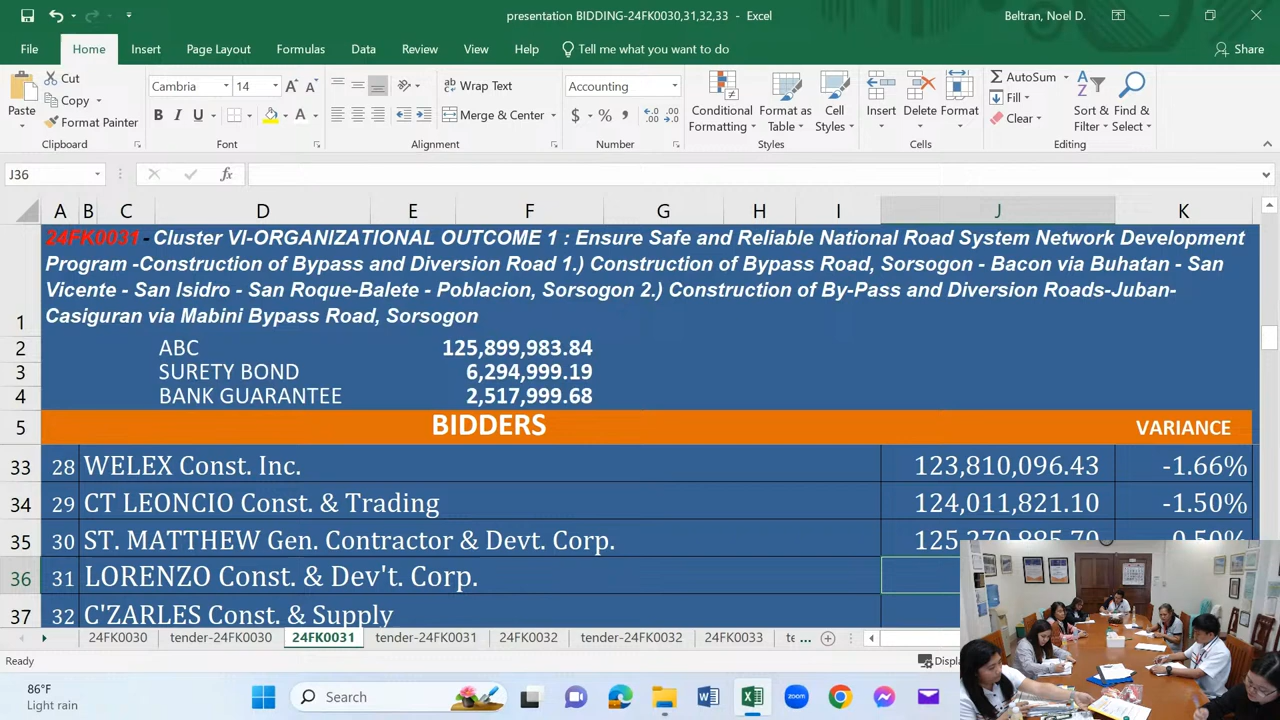 presentation BIDDING-24FK0030,31,32,33 - Excel
Beltran, Noel D.
File Home Insert Page Layout Formulas Data Review View Help Tell me what you want to do Share
Paste
Cut
Copy
Format Painter
Cambria 14
B I U
Wrap Text
Merge & Center
Accounting
$ % ,
Conditional Formatting
Format as Table
Cell Styles
Insert
Delete
Format
AutoSum
Fill
Clear
Sort & Filter
Find & Select
Clipboard Font Alignment Number Styles Cells Editing
J36 fx
A B C D E F G H I J K
1 24FK0031 - Cluster VI-ORGANIZATIONAL OUTCOME 1 : Ensure Safe and Reliable National Road System Network Development
Program -Construction of Bypass and Diversion Road 1.) Construction of Bypass Road, Sorsogon - Bacon via Buhatan - San
Vicente - San Isidro - San Roque-Balete - Poblacion, Sorsogon 2.) Construction of By-Pass and Diversion Roads-Juban-
Casiguran via Mabini Bypass Road, Sorsogon
2 ABC 125,899,983.84
3 SURETY BOND 6,294,999.19
4 BANK GUARANTEE 2,517,999.68
5 BIDDERS VARIANCE
33 28 WELEX Const. Inc. 123,810,096.43 -1.66%
34 29 CT LEONCIO Const. & Trading 124,011,821.10 -1.50%
35 30 ST. MATTHEW Gen. Contractor & Devt. Corp.
36 31 LORENZO Const. & Dev't. Corp.
37 32 C'ZARLES Const. & Supply
24FK0030 tender-24FK0030 24FK0031 tender-24FK0031 24FK0032 tender-24FK0032 24FK0033 te ...
Ready
86°F
Light rain
Search
zoom